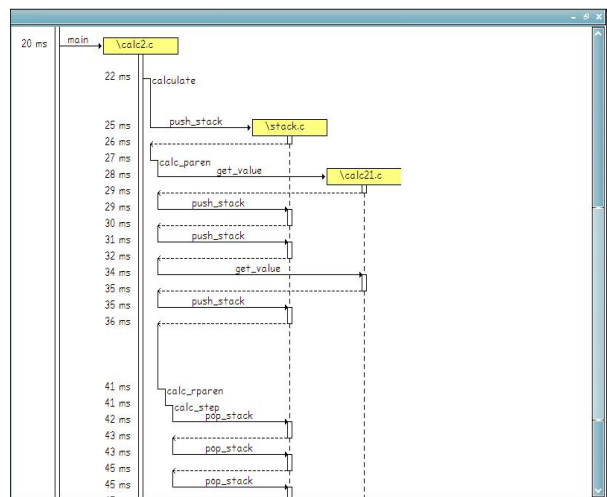 20 ms main \calc2.c
22 ms calculate
25 ms push_stack \stack.c
26 ms
27 ms calc_paren
28 ms get_value \calc21.c
29 ms
29 ms push_stack
30 ms
31 ms push_stack
32 ms
34 ms get_value
35 ms
35 ms push_stack
36 ms
41 ms calc_rparen
41 ms calc_step
42 ms pop_stack
43 ms
43 ms pop_stack
45 ms
45 ms pop_stack